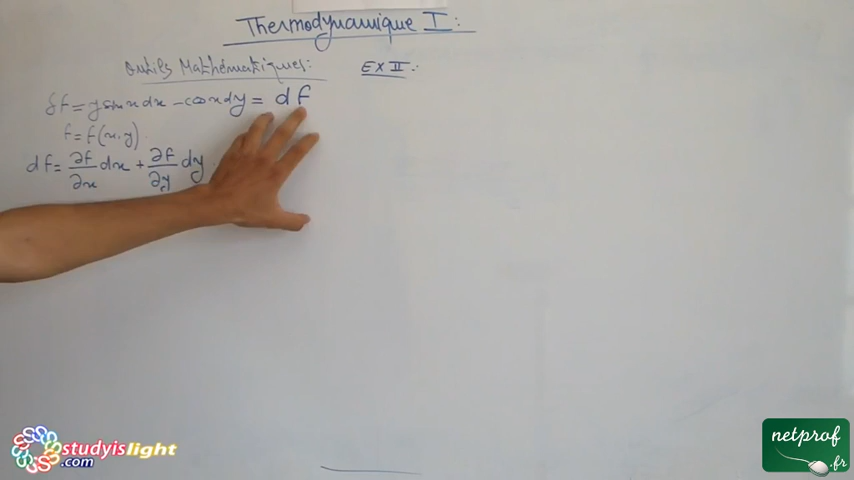 Thermodynamique I:
Outils Mathématiques:
EX II:
δf = y sin x dx - cos x dy = df
f = f(x,y)
df = ∂f/∂x dx + ∂f/∂y dy
studyislight
.com
netprof
.fr